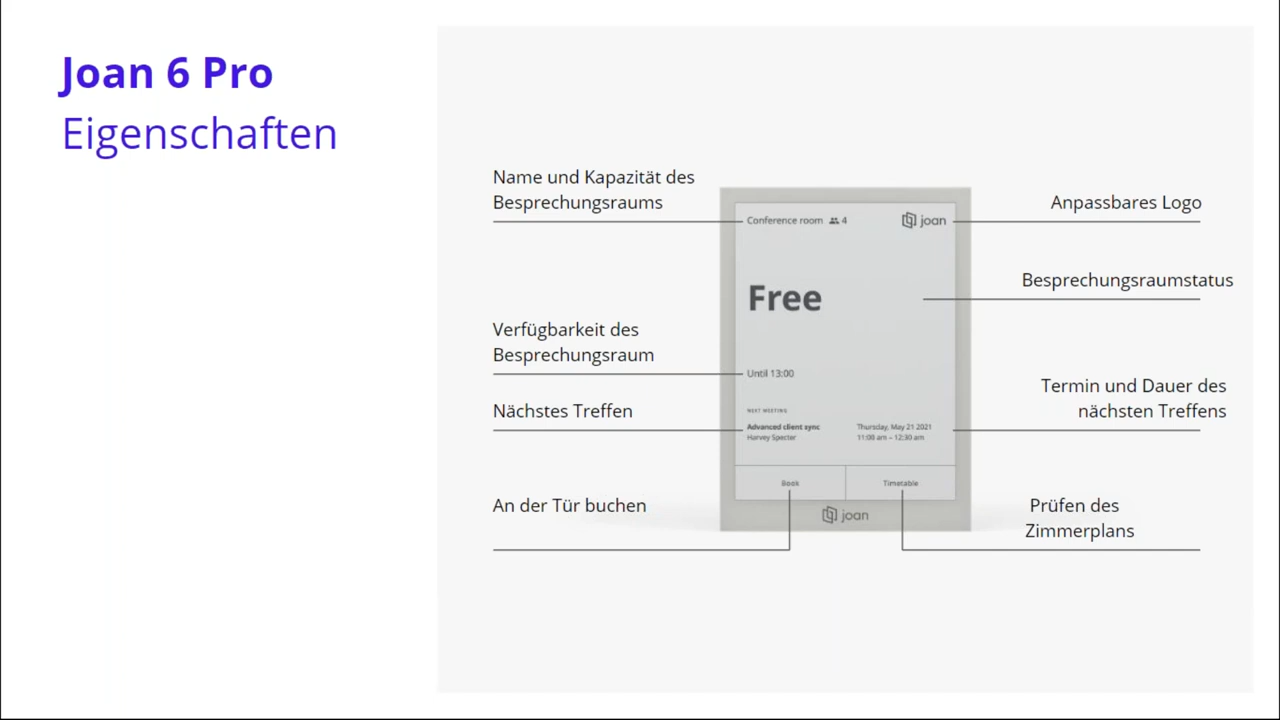 Joan 6 Pro
Eigenschaften
Name und Kapazität des
Besprechungsraums
Anpassbares Logo
Conference room 4
joan
Besprechungsraumstatus
Free
Verfügbarkeit des
Besprechungsraum
Until 13:00
Termin und Dauer des
nächsten Treffens
Nächstes Treffen
NEXT MEETING
Advanced client sync
Harvey Specter
Thursday, May 21 2021
11:00 am – 12:30 am
Book
Timetable
An der Tür buchen
Prüfen des
Zimmerplans
joan